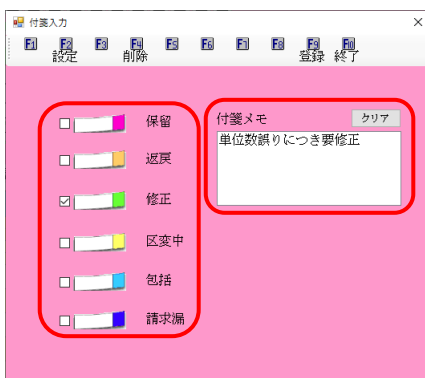 付箋入力
F1 F2 F3 F4 F5 F6 F7 F8 F9 F10
設定 削除 登録 終了
保留
返戻
修正
区変中
包括
請求漏
付箋メモ クリア
単位数誤りにつき要修正